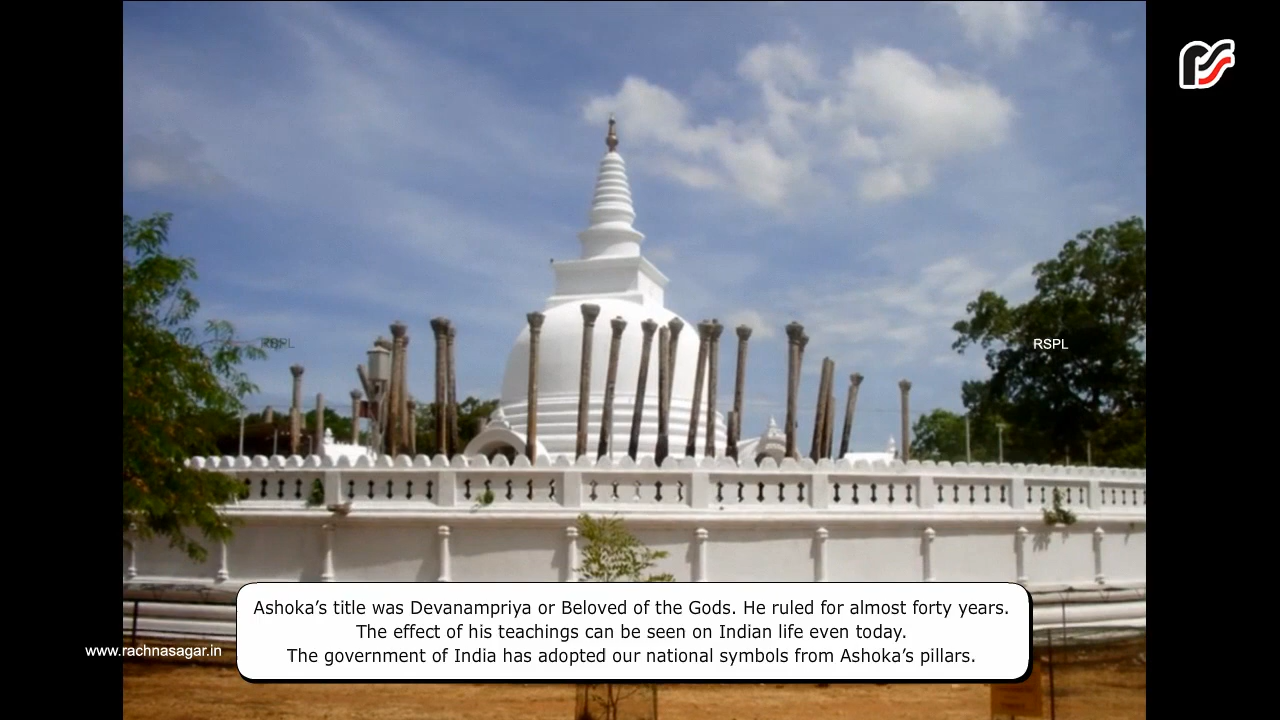 RSPL
RSPL
Ashoka's title was Devanampriya or Beloved of the Gods. He ruled for almost forty years.
The effect of his teachings can be seen on Indian life even today.
www.rachnasagar.in
The government of India has adopted our national symbols from Ashoka's pillars.